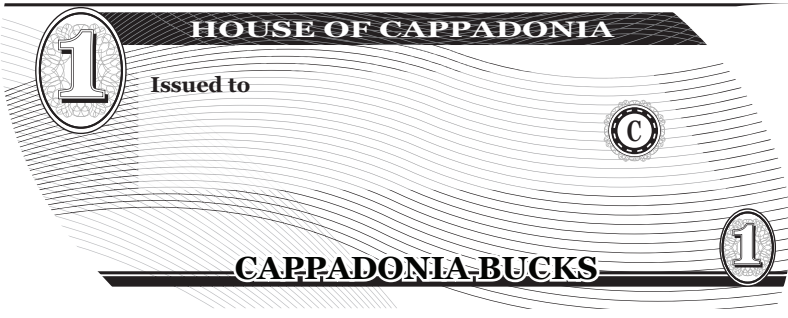 HOUSE OF CAPPADONIA
1
Issued to
C
1
CAPPADONIA BUCKS